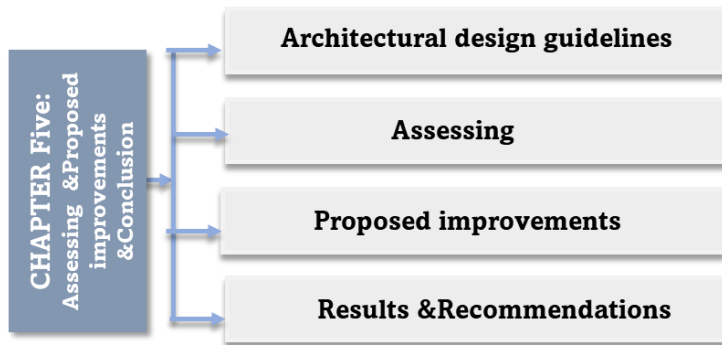 CHAPTER Five:
Assessing &Proposed
improvements
&Conclusion
Architectural design guidelines
Assessing
Proposed improvements
Results &Recommendations